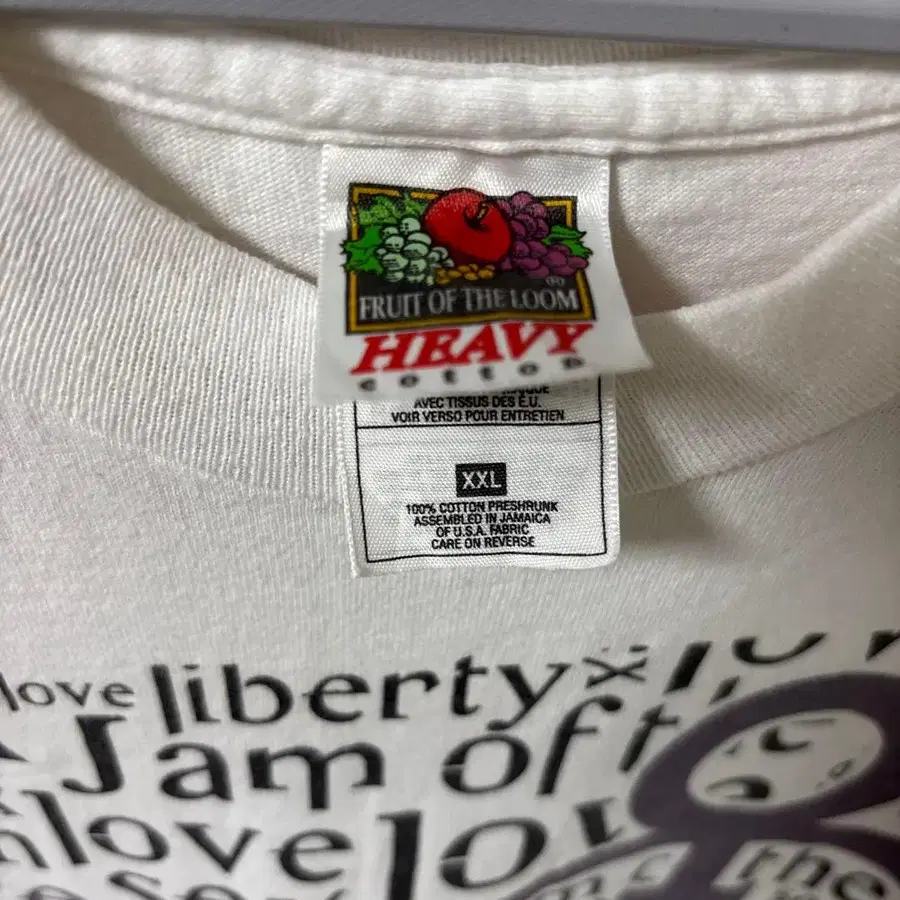 FRUIT OF THE LOOM
®
HEAVY
cotton
AVEC TISSUS DES É.U.
VOIR VERSO POUR ENTRETIEN
XXL
100% COTTON PRESHRUNK
ASSEMBLED IN JAMAICA
OF U.S.A. FABRIC
CARE ON REVERSE
love liberty
Jam of
love
the